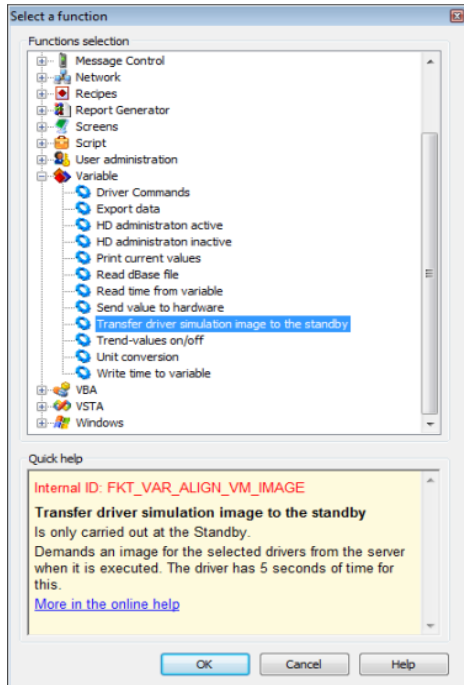 Select a function
Functions selection
Message Control
Network
Recipes
Report Generator
Screens
Script
User administration
Variable
Driver Commands
Export data
HD administraton active
HD administraton inactive
Print current values
Read dBase file
Read time from variable
Send value to hardware
Transfer driver simulation image to the standby
Trend-values on/off
Unit conversion
Write time to variable
VBA
VSTA
Windows
Quick help
Internal ID: FKT_VAR_ALIGN_VM_IMAGE
Transfer driver simulation image to the standby
Is only carried out at the Standby.
Demands an image for the selected drivers from the server
when it is executed. The driver has 5 seconds of time for
this.
More in the online help
OK
Cancel
Help